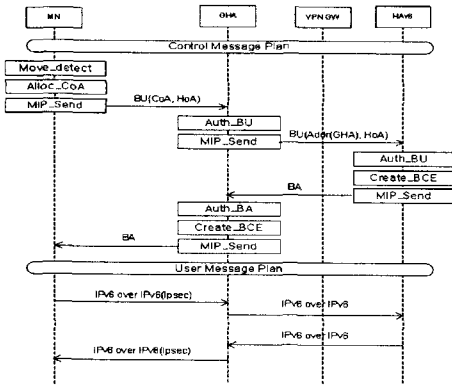 MN
GHA
VPN GW
HAv6
Control Message Plan
Move_detect
Alloc_CoA
MIP_Send
BU(CoA, HoA)
Auth_BU
MIP_Send
BU(Addr(GHA), HoA)
Auth_BU
Create_BCE
MIP_Send
BA
Auth_BA
Create_BCE
MIP_Send
BA
User Message Plan
IPv6 over IPv6(Ipsec)
IPv6 over IPv6
IPv6 over IPv6
IPv6 over IPv6(Ipsec)